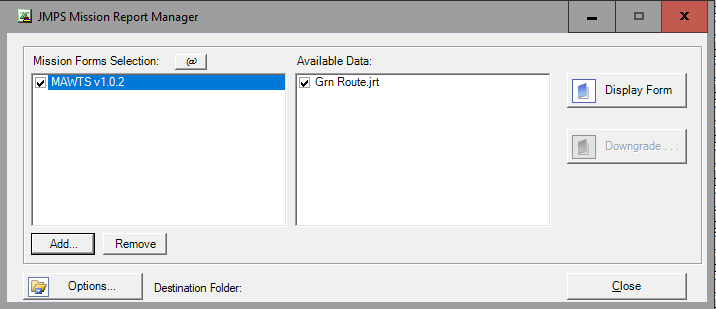 JMPS Mission Report Manager
Mission Forms Selection: @ Available Data:
MAWTS v1.0.2 Grn Route.jrt
Display Form
Downgrade . . .
Add... Remove
Options... Destination Folder: Close